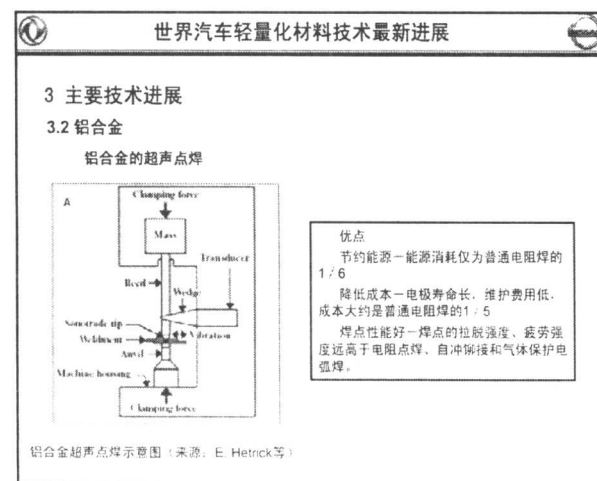 世界汽车轻量化材料技术最新进展
3 主要技术进展
3.2 铝合金
铝合金的超声点焊
A
Clamping force
Mass
Transducer
Reed
Wedge
Sonotrode tip
Vibration
Weldment
Anvil
Machine housing
Clamping force
优点
节约能源—能源消耗仅为普通电阻焊的
1/6
降低成本—电极寿命长,维护费用低,
成本大约是普通电阻焊的1/5
焊点性能好—焊点的拉脱强度、疲劳强
度远高于电阻点焊、自冲铆接和气体保护电
弧焊。
铝合金超声点焊示意图(来源:E. Hetrick等)